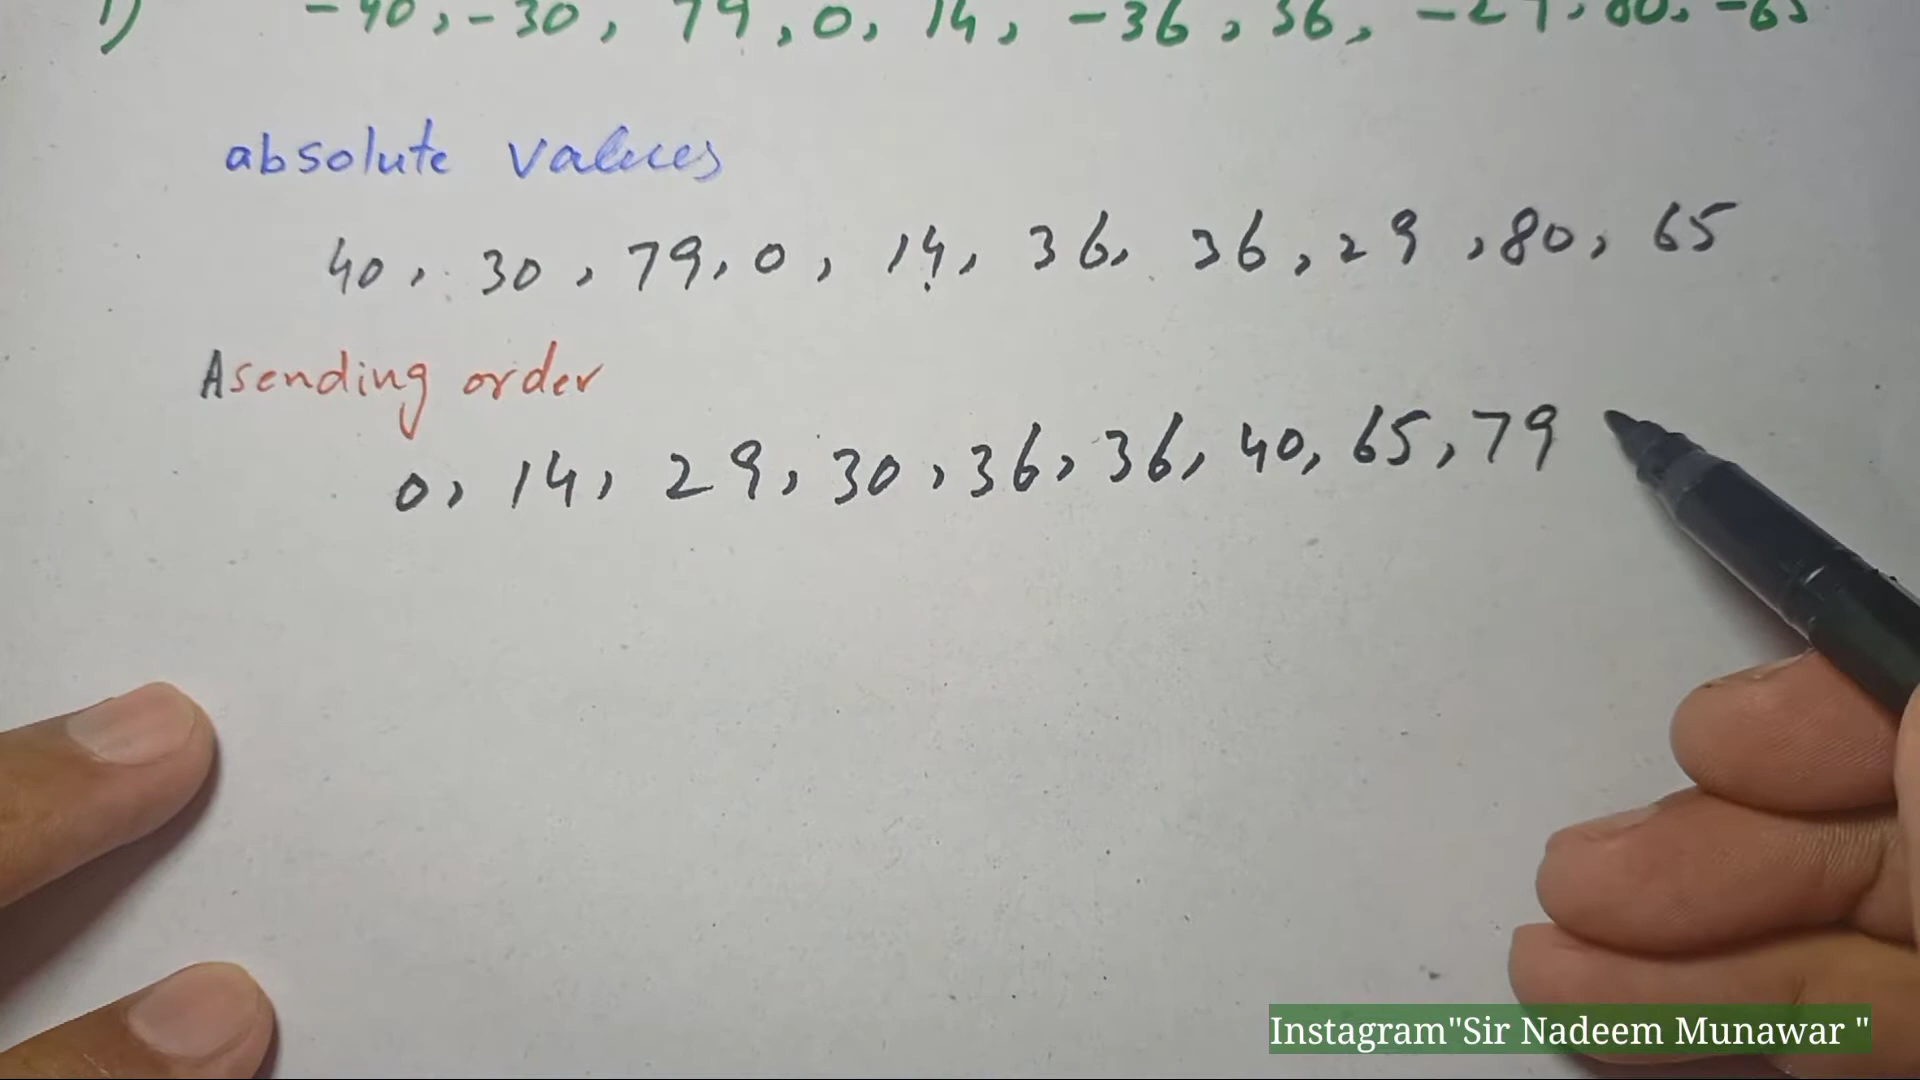 1) -40, -30, 79, 0, 14, -36, 36, -29, 80, -65
absolute values
40, 30, 79, 0, 14, 36, 36, 29, 80, 65
Asending order
0, 14, 29, 30, 36, 36, 40, 65, 79
Instagram"Sir Nadeem Munawar "